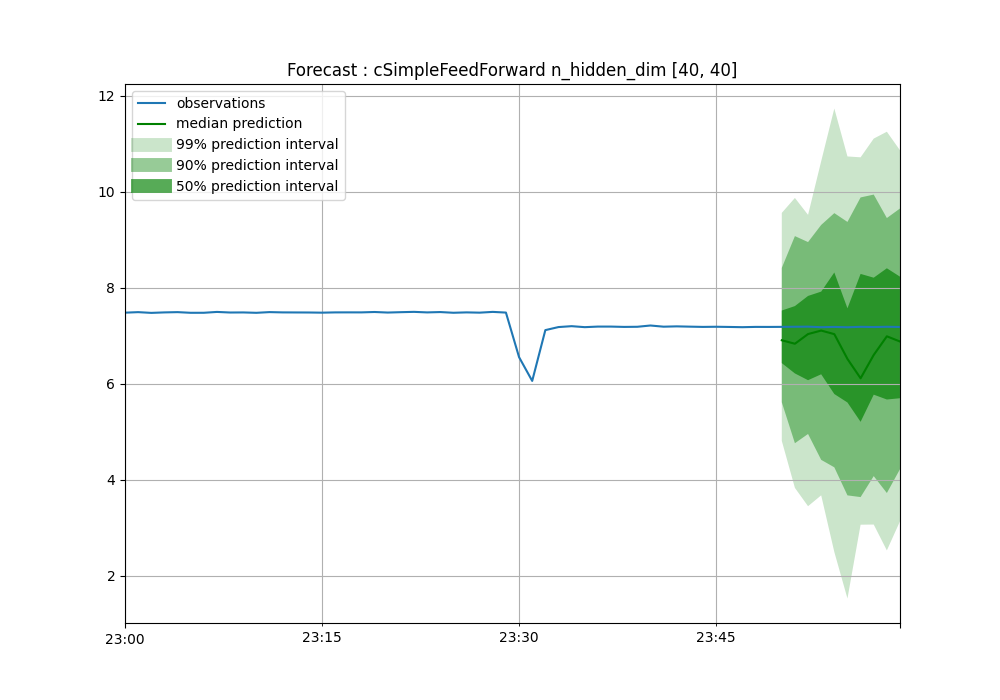 Forecast : cSimpleFeedForward n_hidden_dim [40, 40]
observations
median prediction
99% prediction interval
90% prediction interval
50% prediction interval
12
10
8
6
4
2
23:00
23:15
23:30
23:45